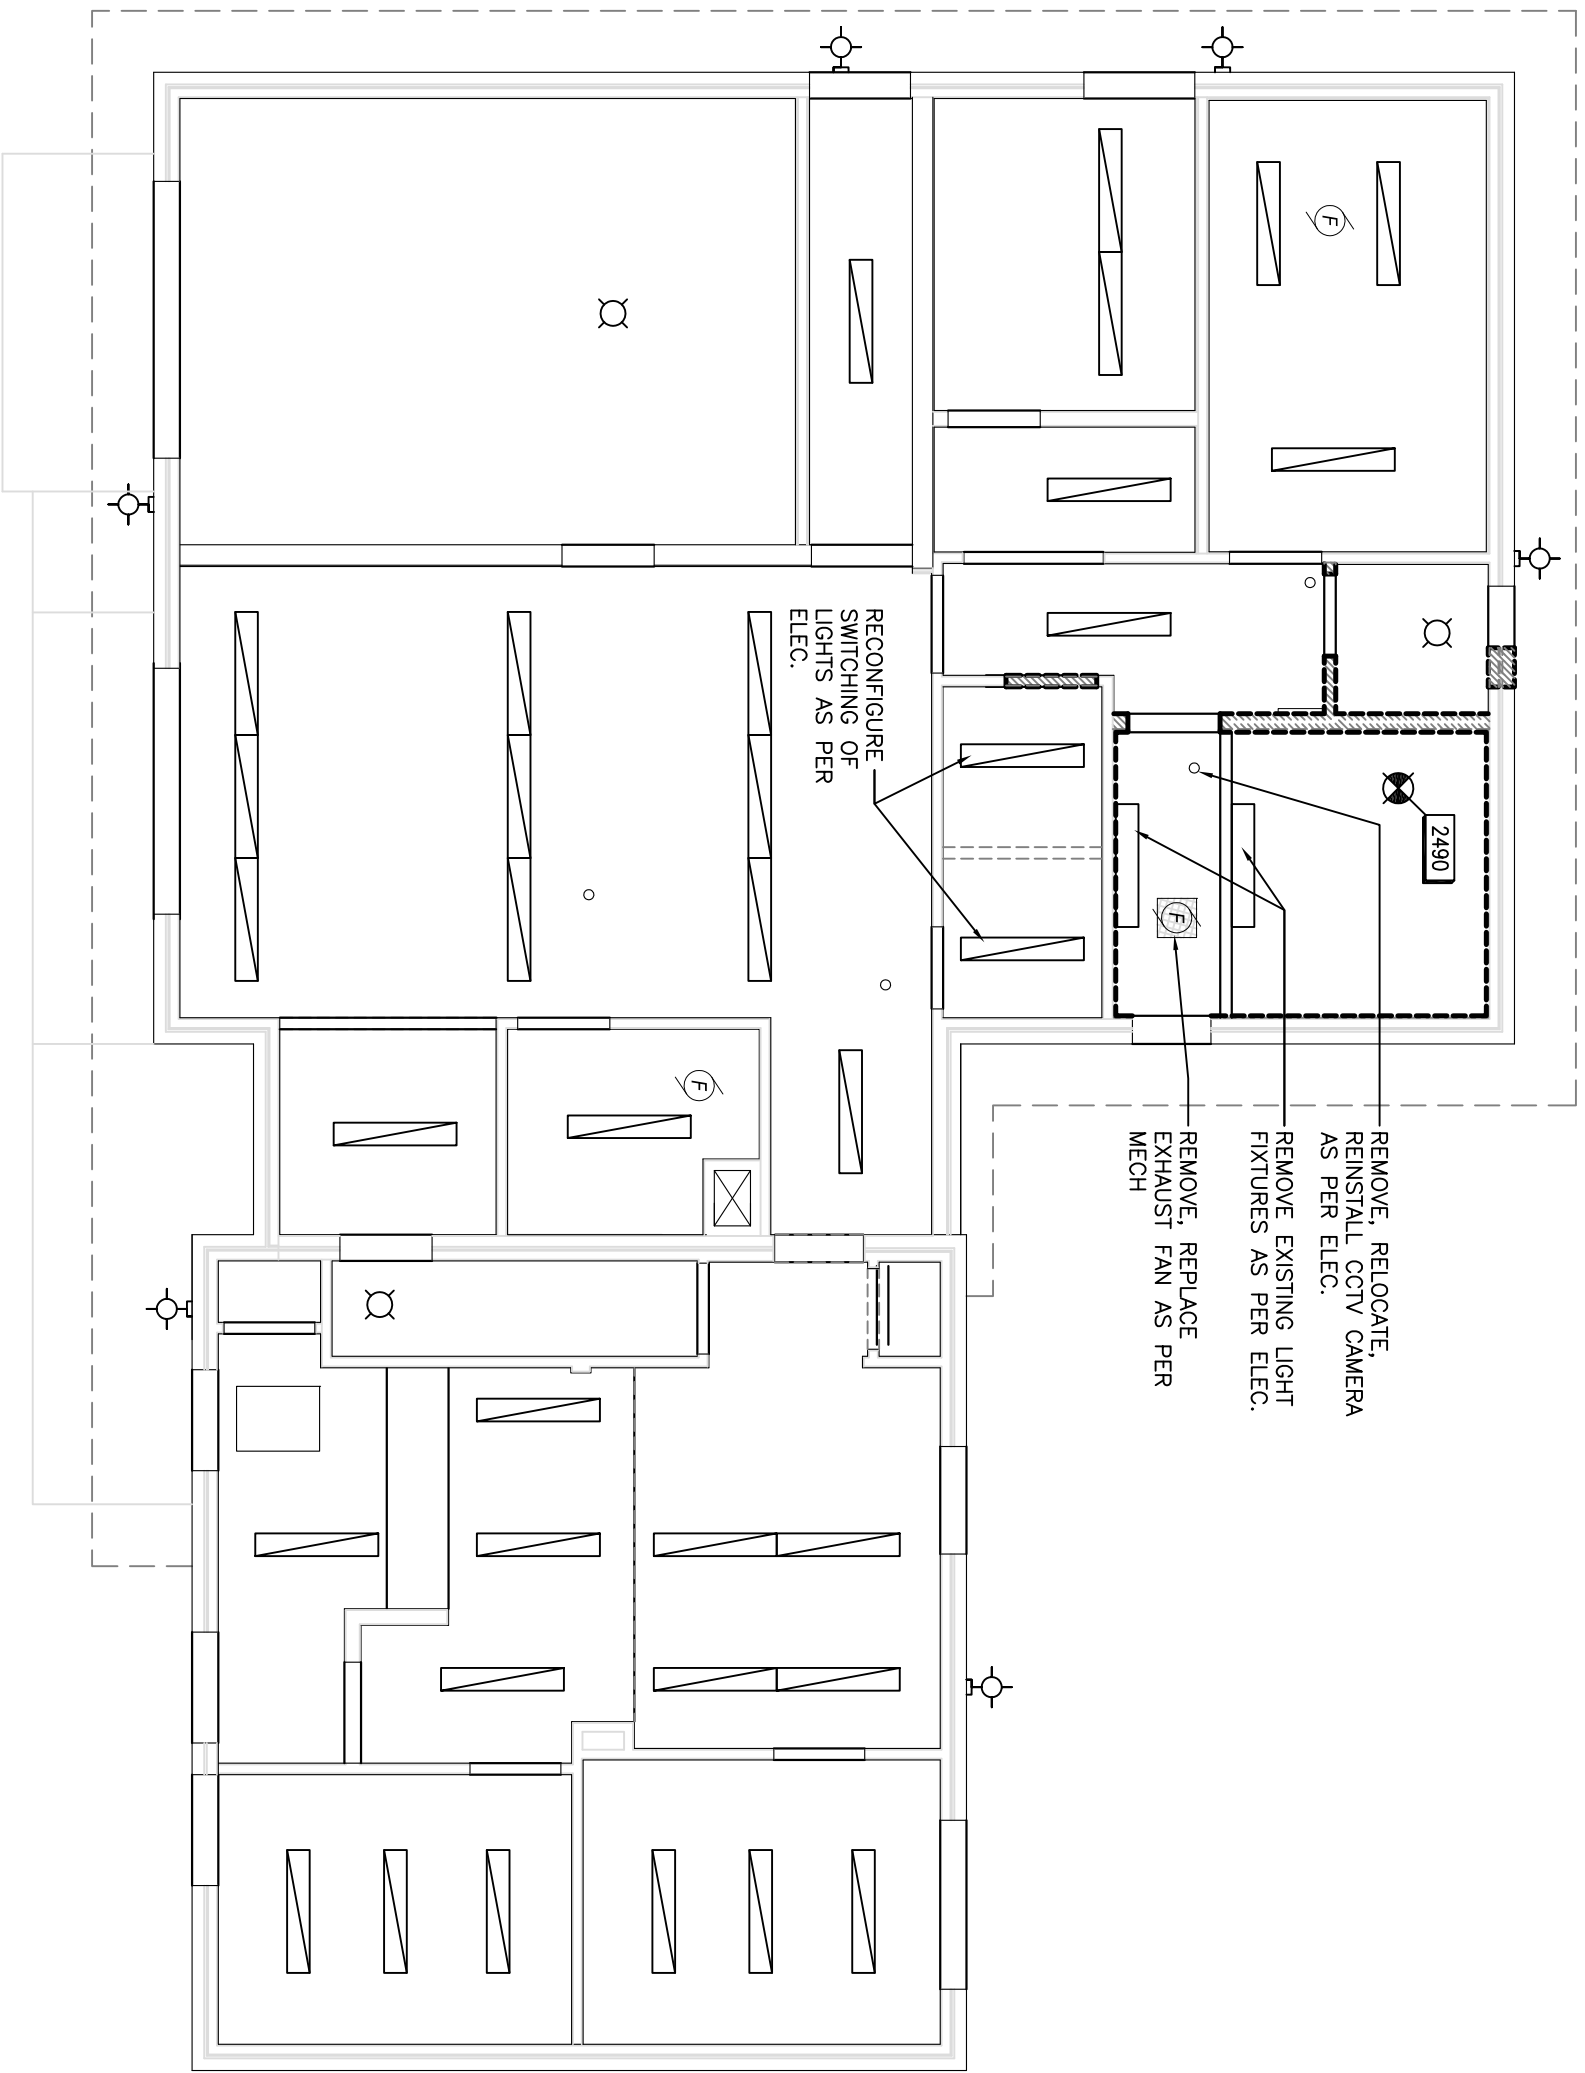 REMOVE, RELOCATE,
REINSTALL CCTV CAMERA
AS PER ELEC.
REMOVE EXISTING LIGHT
FIXTURES AS PER ELEC.
REMOVE, REPLACE
EXHAUST FAN AS PER
MECH
2490
RECONFIGURE
SWITCHING OF
LIGHTS AS PER
ELEC.
F
F
F